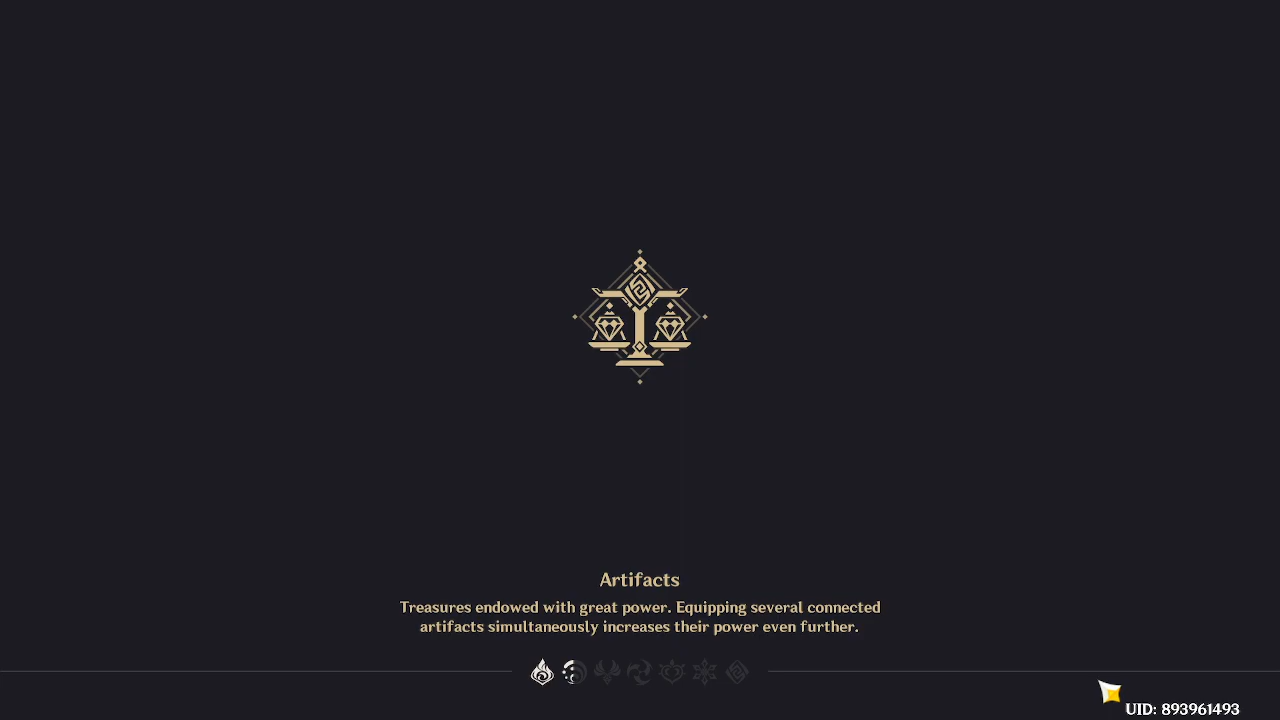 Artifacts
Treasures endowed with great power. Equipping several connected
artifacts simultaneously increases their power even further.
UID: 893961493